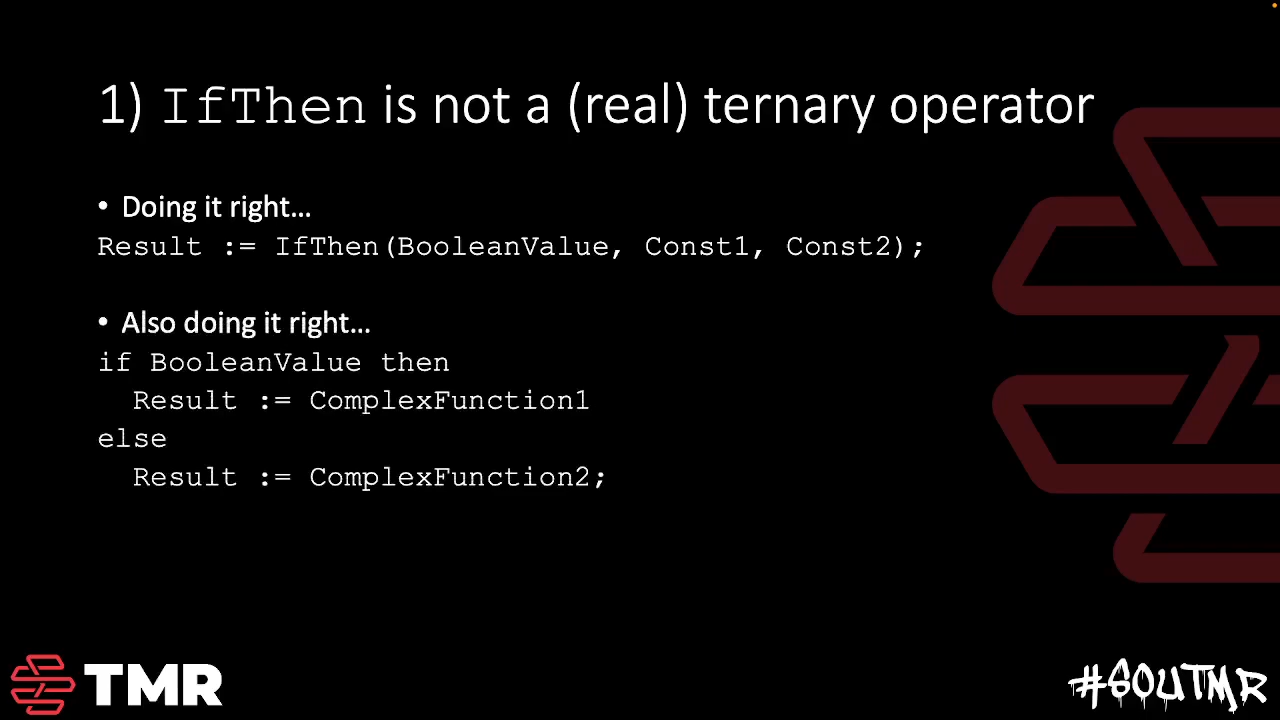 1) IfThen is not a (real) ternary operator
• Doing it right...
Result := IfThen(BooleanValue, Const1, Const2);
• Also doing it right...
if BooleanValue then
  Result := ComplexFunction1
else
  Result := ComplexFunction2;
TMR
#SOUTMR